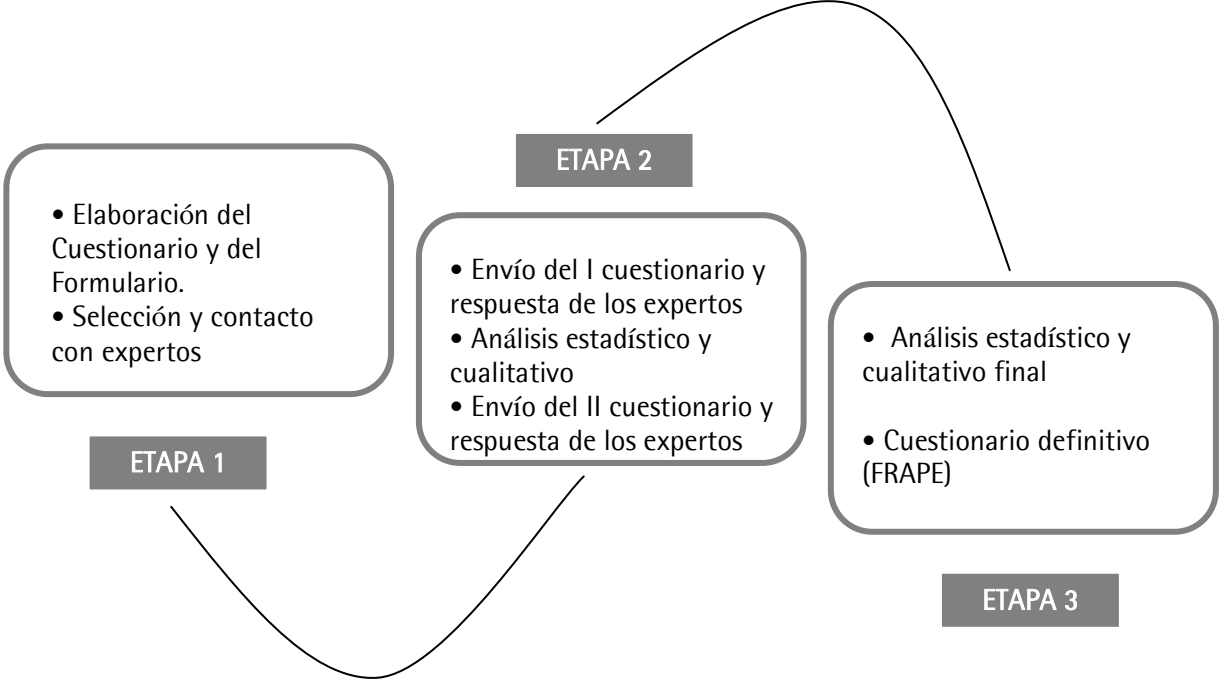 • Elaboración del
Cuestionario y del
Formulario.
• Selección y contacto
con expertos
ETAPA 1
ETAPA 2
• Envío del I cuestionario y
respuesta de los expertos
• Análisis estadístico y
cualitativo
• Envío del II cuestionario y
respuesta de los expertos
• Análisis estadístico y
cualitativo final
• Cuestionario definitivo
(FRAPE)
ETAPA 3